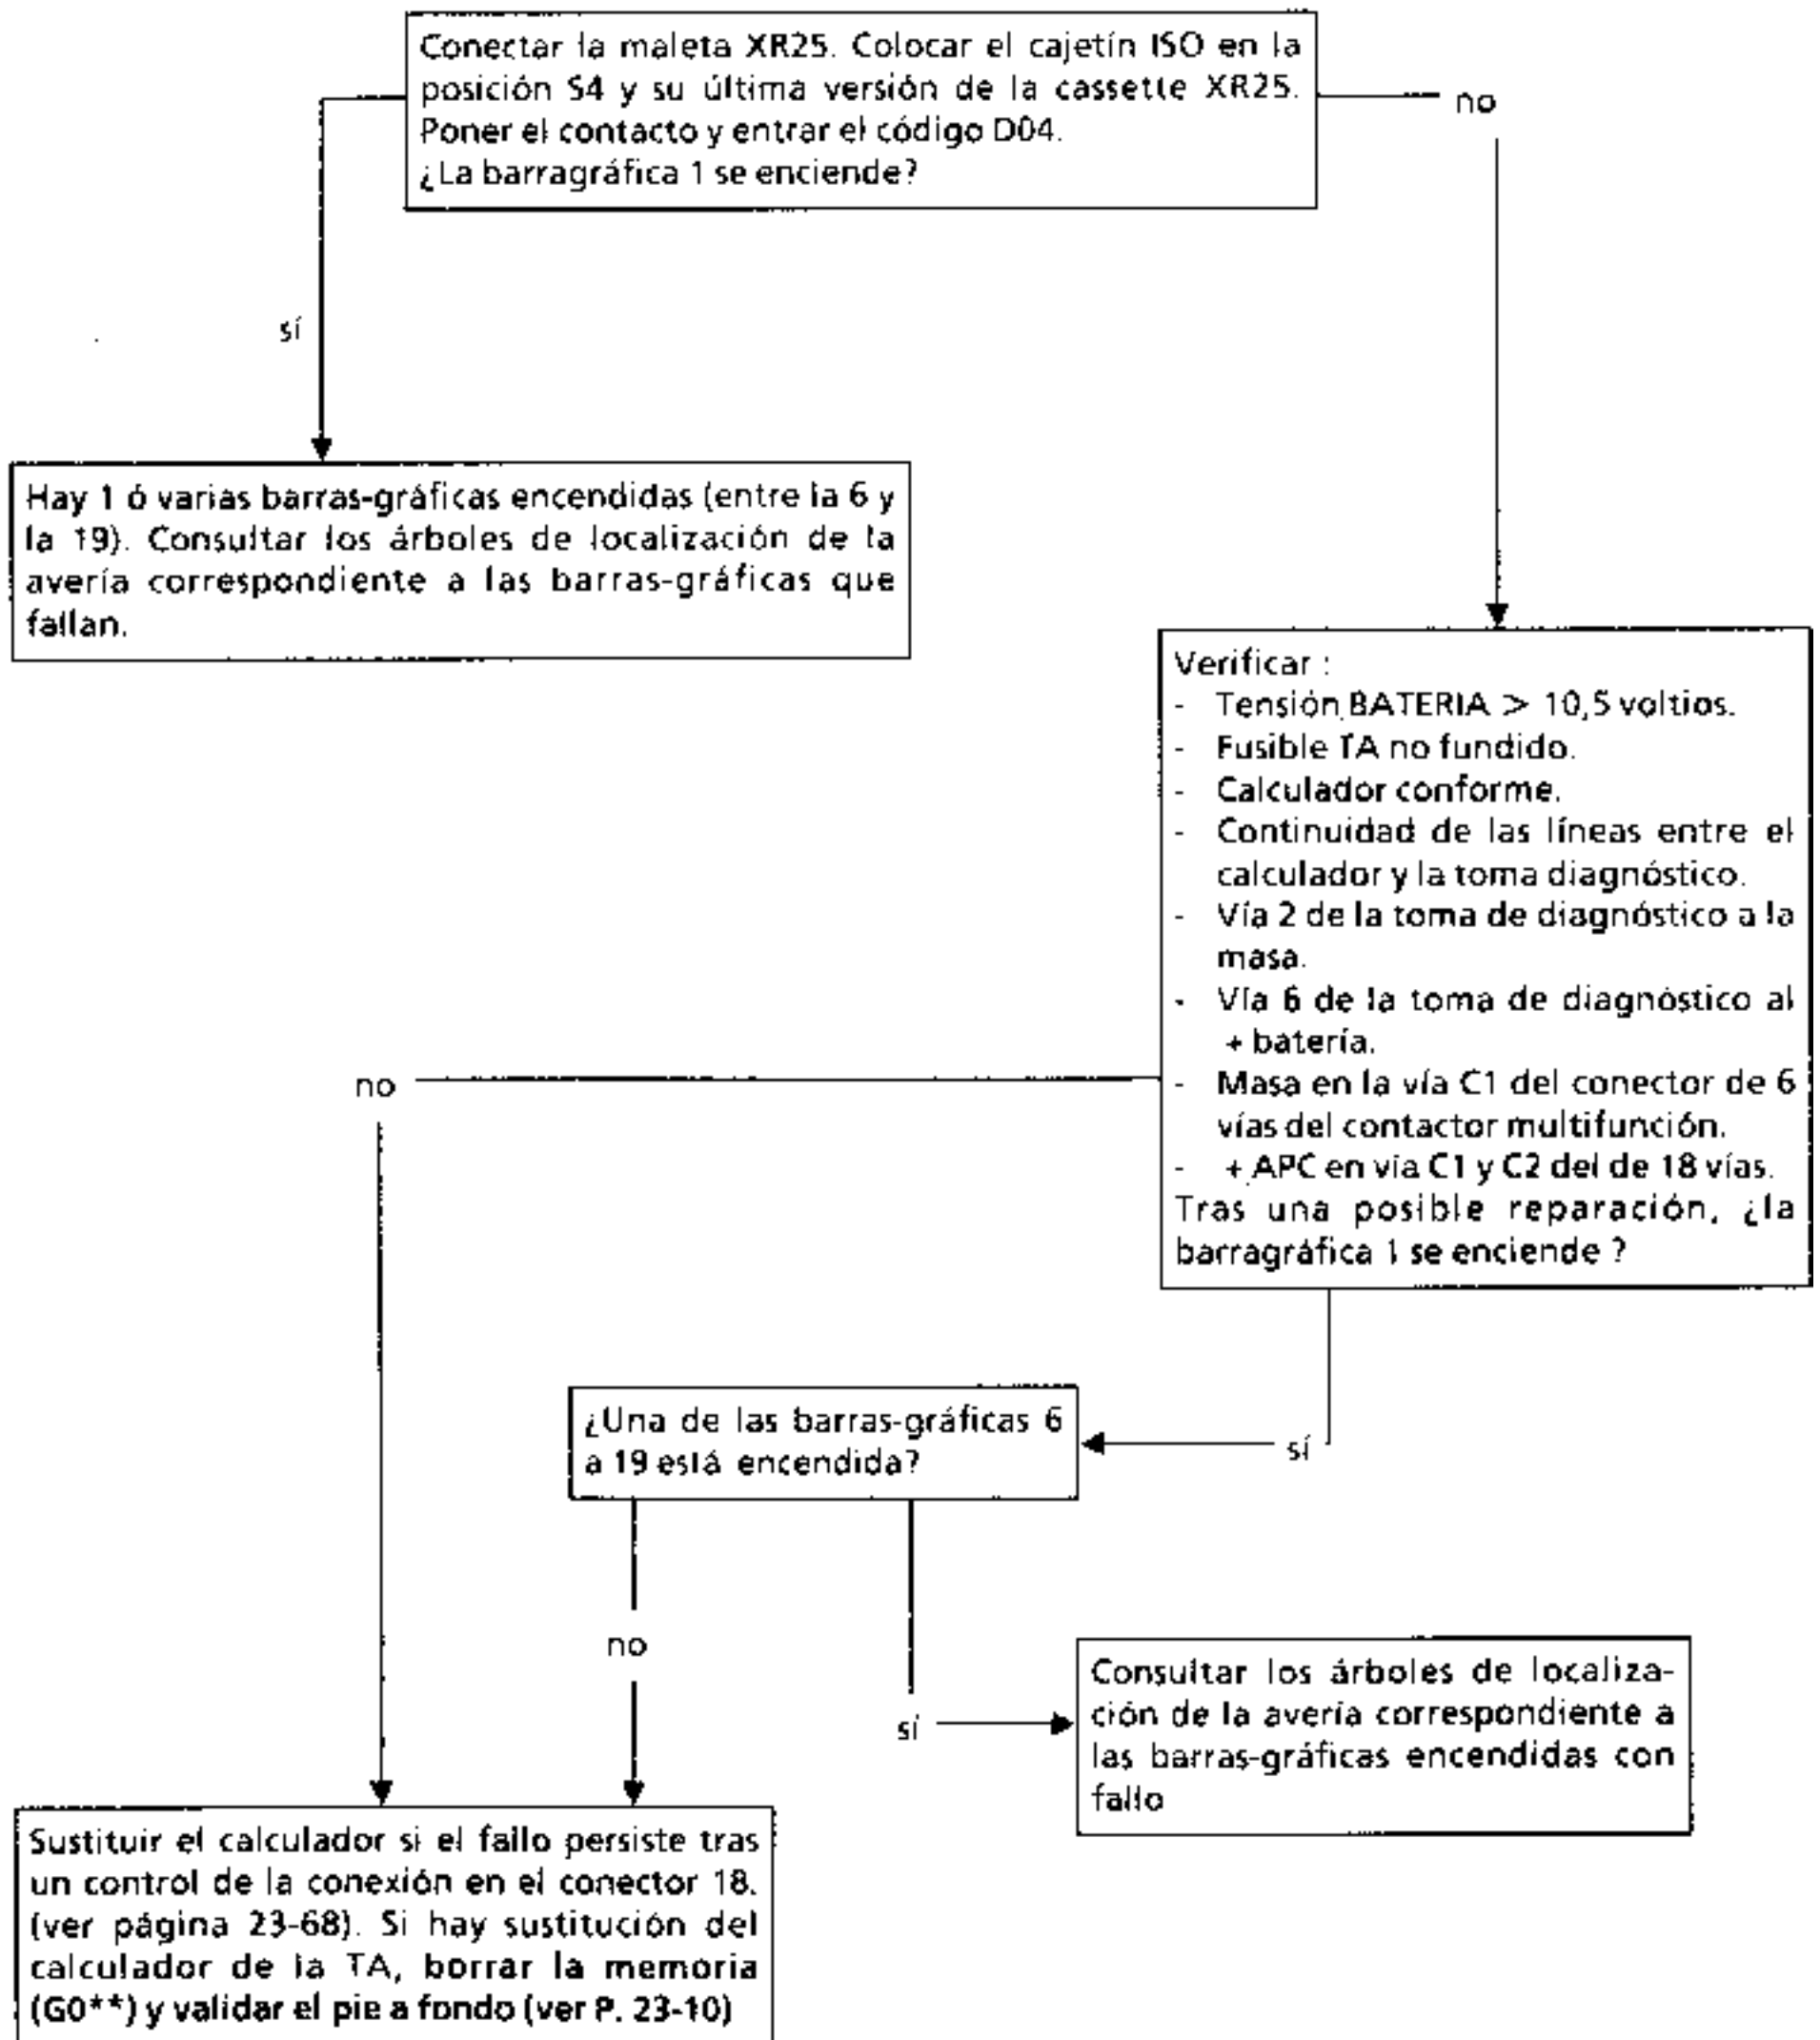 Conectar la maleta XR25. Colocar el cajetín ISO en la
posición S4 y su última versión de la cassette XR25.
Poner el contacto y entrar el código D04.
¿La barragráfica 1 se enciende?
no
sí
Hay 1 ó varias barras-gráficas encendidas (entre la 6 y
la 19). Consultar los árboles de localización de la
avería correspondiente a las barras-gráficas que
fallan.
Verificar :
- Tensión BATERIA > 10,5 voltios.
- Fusible TA no fundido.
- Calculador conforme.
- Continuidad de las líneas entre el
calculador y la toma diagnóstico.
- Vía 2 de la toma de diagnóstico a la
masa.
- Vía 6 de la toma de diagnóstico al
+ batería.
- Masa en la vía C1 del conector de 6
vías del contactor multifunción.
- + APC en vía C1 y C2 del de 18 vías.
Tras una posible reparación, ¿la
barragráfica 1 se enciende ?
no
sí
¿Una de las barras-gráficas 6
a 19 está encendida?
no
sí
Consultar los árboles de localiza-
ción de la avería correspondiente a
las barras-gráficas encendidas con
fallo
Sustituir el calculador si el fallo persiste tras
un control de la conexión en el conector 18.
(ver página 23-68). Si hay sustitución del
calculador de la TA, borrar la memoria
(G0**) y validar el pie a fondo (ver P. 23-10)